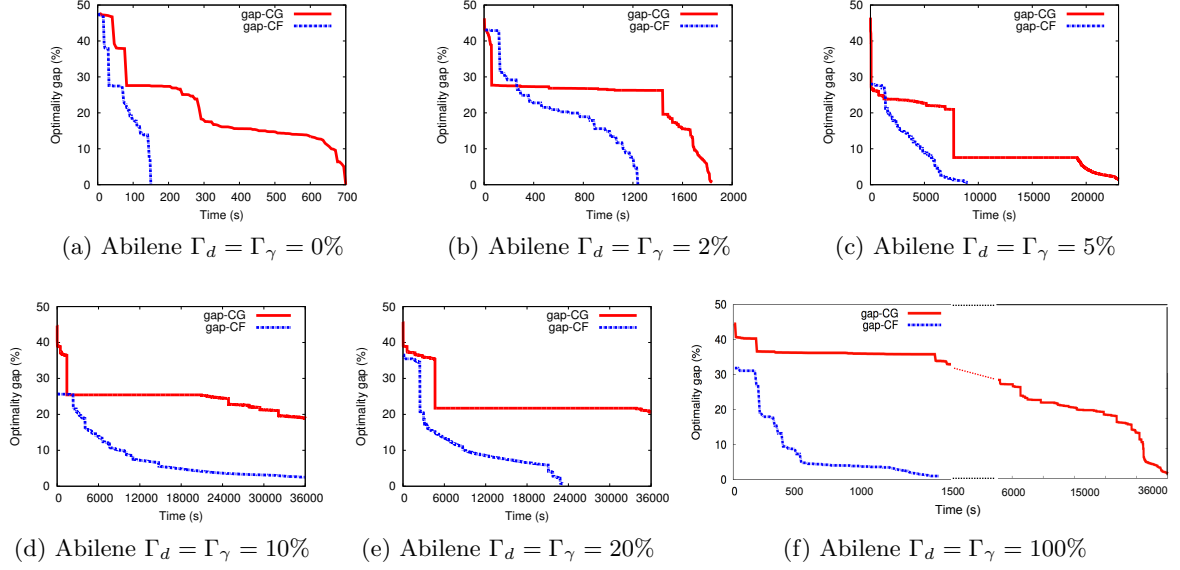 50
40
30
20
10
0
Optimality gap (%)
gap-CG
gap-CF
0 100 200 300 400 500 600 700
Time (s)
(a) Abilene Γd = Γγ = 0%
50
40
30
20
10
0
Optimality gap (%)
gap-CG
gap-CF
0 400 800 1200 1600 2000
Time (s)
(b) Abilene Γd = Γγ = 2%
50
40
30
20
10
0
Optimality gap (%)
gap-CG
gap-CF
0 5000 10000 15000 20000
Time (s)
(c) Abilene Γd = Γγ = 5%
50
40
30
20
10
0
Optimality gap (%)
gap-CG
gap-CF
0 6000 12000 18000 24000 30000 36000
Time (s)
(d) Abilene Γd = Γγ = 10%
50
40
30
20
10
0
Optimality gap (%)
gap-CG
gap-CF
0 6000 12000 18000 24000 30000 36000
Time (s)
(e) Abilene Γd = Γγ = 20%
50
40
30
20
10
0
Optimality gap (%)
gap-CG
gap-CF
0 500 1000 1500 6000 15000 36000
Time (s)
(f) Abilene Γd = Γγ = 100%